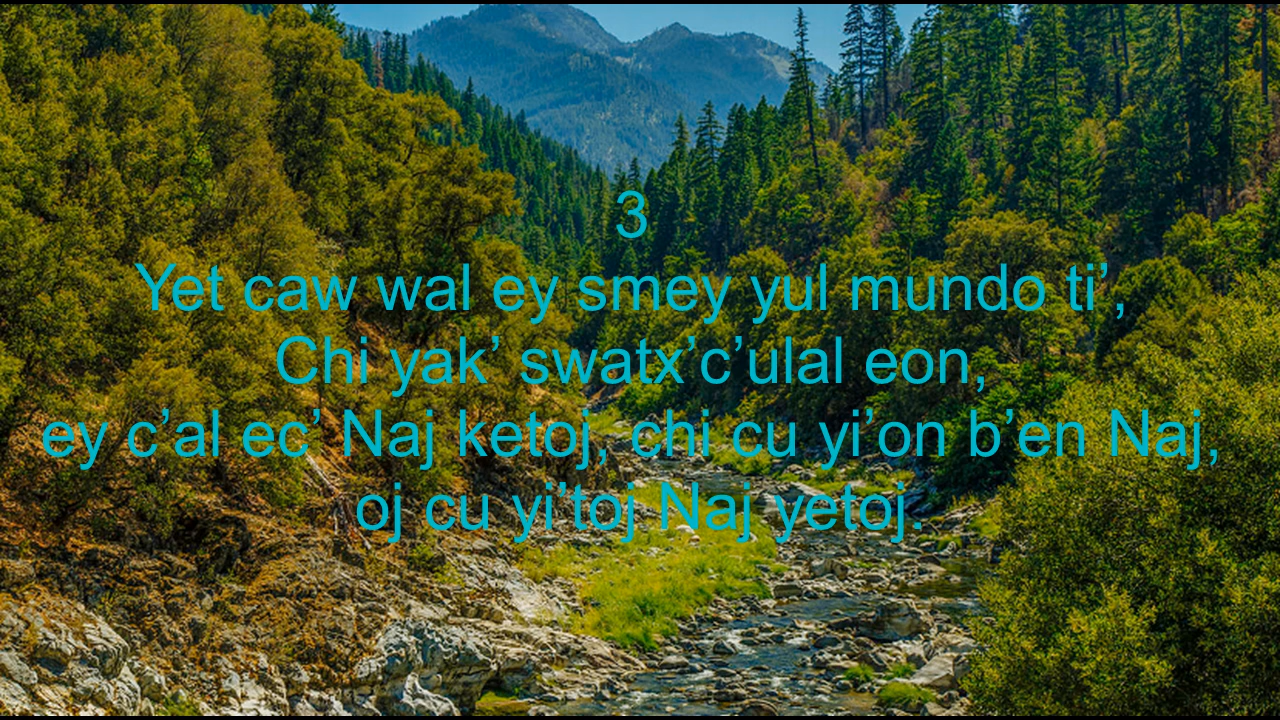 3
Yet caw wal ey smey yul mundo ti’,
Chi yak’ swatx’c’ulal eon,
ey c’al ec’ Naj ketoj, chi cu yi’on b’en Naj,
oj cu yi’toj Naj yetoj.